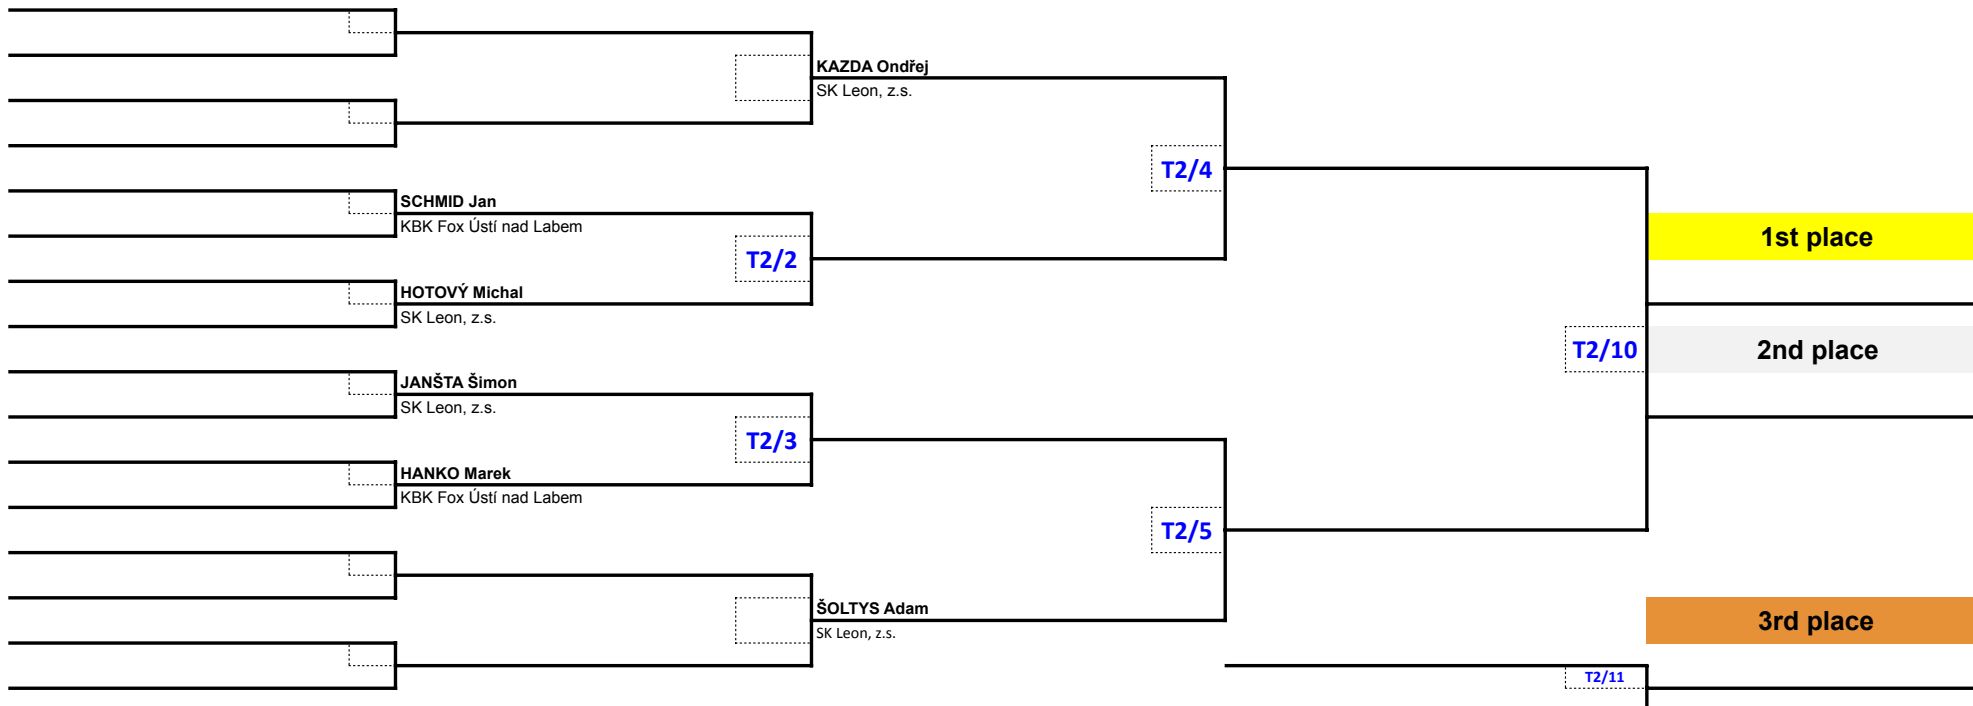 KAZDA Ondřej
SK Leon, z.s.
T2/4
SCHMID Jan
KBK Fox Ústí nad Labem
1st place
T2/2
HOTOVÝ Michal
SK Leon, z.s.
T2/10
2nd place
JANŠTA Šimon
SK Leon, z.s.
T2/3
HANKO Marek
KBK Fox Ústí nad Labem
T2/5
ŠOLTYS Adam
SK Leon, z.s.
3rd place
T2/11